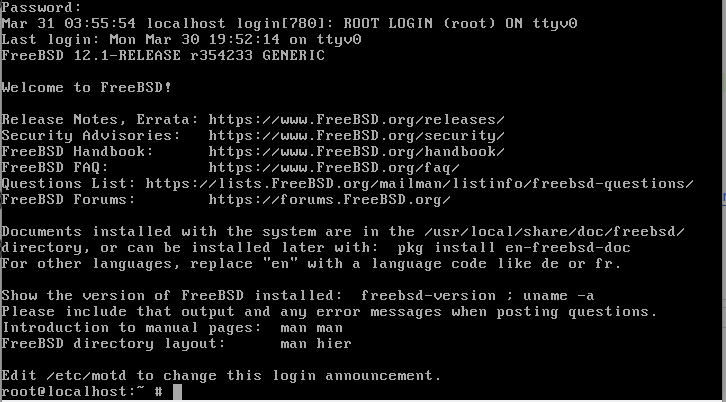 Password:
Mar 31 03:55:54 localhost login[780]: ROOT LOGIN (root) ON ttyv0
Last login: Mon Mar 30 19:52:14 on ttyv0
FreeBSD 12.1-RELEASE r354233 GENERIC
Welcome to FreeBSD!
Release Notes, Errata: https://www.FreeBSD.org/releases/
Security Advisories:   https://www.FreeBSD.org/security/
FreeBSD Handbook:      https://www.FreeBSD.org/handbook/
FreeBSD FAQ:           https://www.FreeBSD.org/faq/
Questions List: https://lists.FreeBSD.org/mailman/listinfo/freebsd-questions/
FreeBSD Forums:        https://forums.FreeBSD.org/
Documents installed with the system are in the /usr/local/share/doc/freebsd/
directory, or can be installed later with:  pkg install en-freebsd-doc
For other languages, replace "en" with a language code like de or fr.
Show the version of FreeBSD installed:  freebsd-version ; uname -a
Please include that output and any error messages when posting questions.
Introduction to manual pages:  man man
FreeBSD directory layout:      man hier
Edit /etc/motd to change this login announcement.
root@localhost:~ #